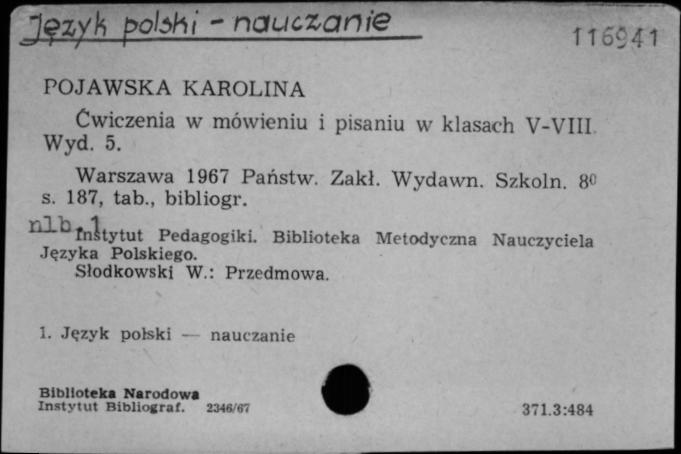 Język polski - nauczanie
116941
POJAWSKA KAROLINA
Ćwiczenia w mówieniu i pisaniu w klasach V-VIII.
Wyd. 5.
Warszawa 1967 Państw. Zakł. Wydawn. Szkoln. 8⁰
s. 187, tab., bibliogr.
nlb.1
Instytut Pedagogiki. Biblioteka Metodyczna Nauczyciela
Języka Polskiego.
Słodkowski W.: Przedmowa.
1. Język polski — nauczanie
Biblioteka Narodowa
Instytut Bibliograf. 2346/67
371.3:484